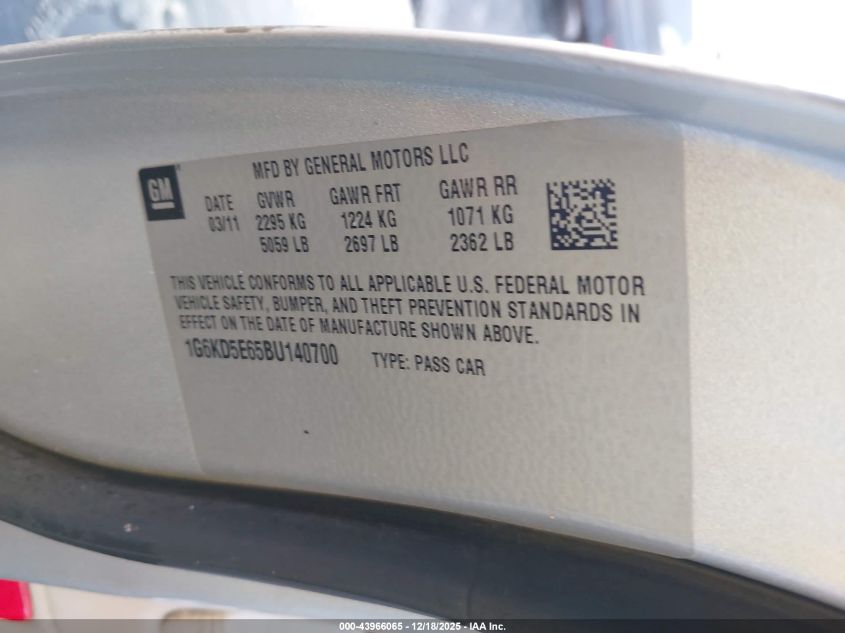 MFD BY GENERAL MOTORS LLC
GM
DATE GVWR GAWR FRT GAWR RR
03/11 2295 KG 1224 KG 1071 KG
5059 LB 2697 LB 2362 LB
THIS VEHICLE CONFORMS TO ALL APPLICABLE U.S. FEDERAL MOTOR
VEHICLE SAFETY, BUMPER, AND THEFT PREVENTION STANDARDS IN
EFFECT ON THE DATE OF MANUFACTURE SHOWN ABOVE.
1G6KD5E65BU140700 TYPE: PASS CAR
000-43966065 - 12/18/2025 - IAA Inc.